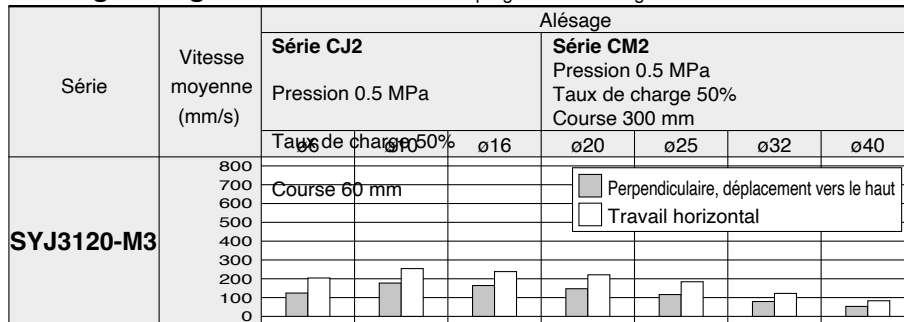 Alésage
Série
Vitesse
moyenne
(mm/s)
Série CJ2
Pression 0.5 MPa
Taux de charge 50%
Course 60 mm
Série CM2
Pression 0.5 MPa
Taux de charge 50%
Course 300 mm
ø6 ø10 ø16 ø20 ø25 ø32 ø40
SYJ3120-M3
800
700
600
500
400
300
200
100
0
Perpendiculaire, déplacement vers le haut
Travail horizontal